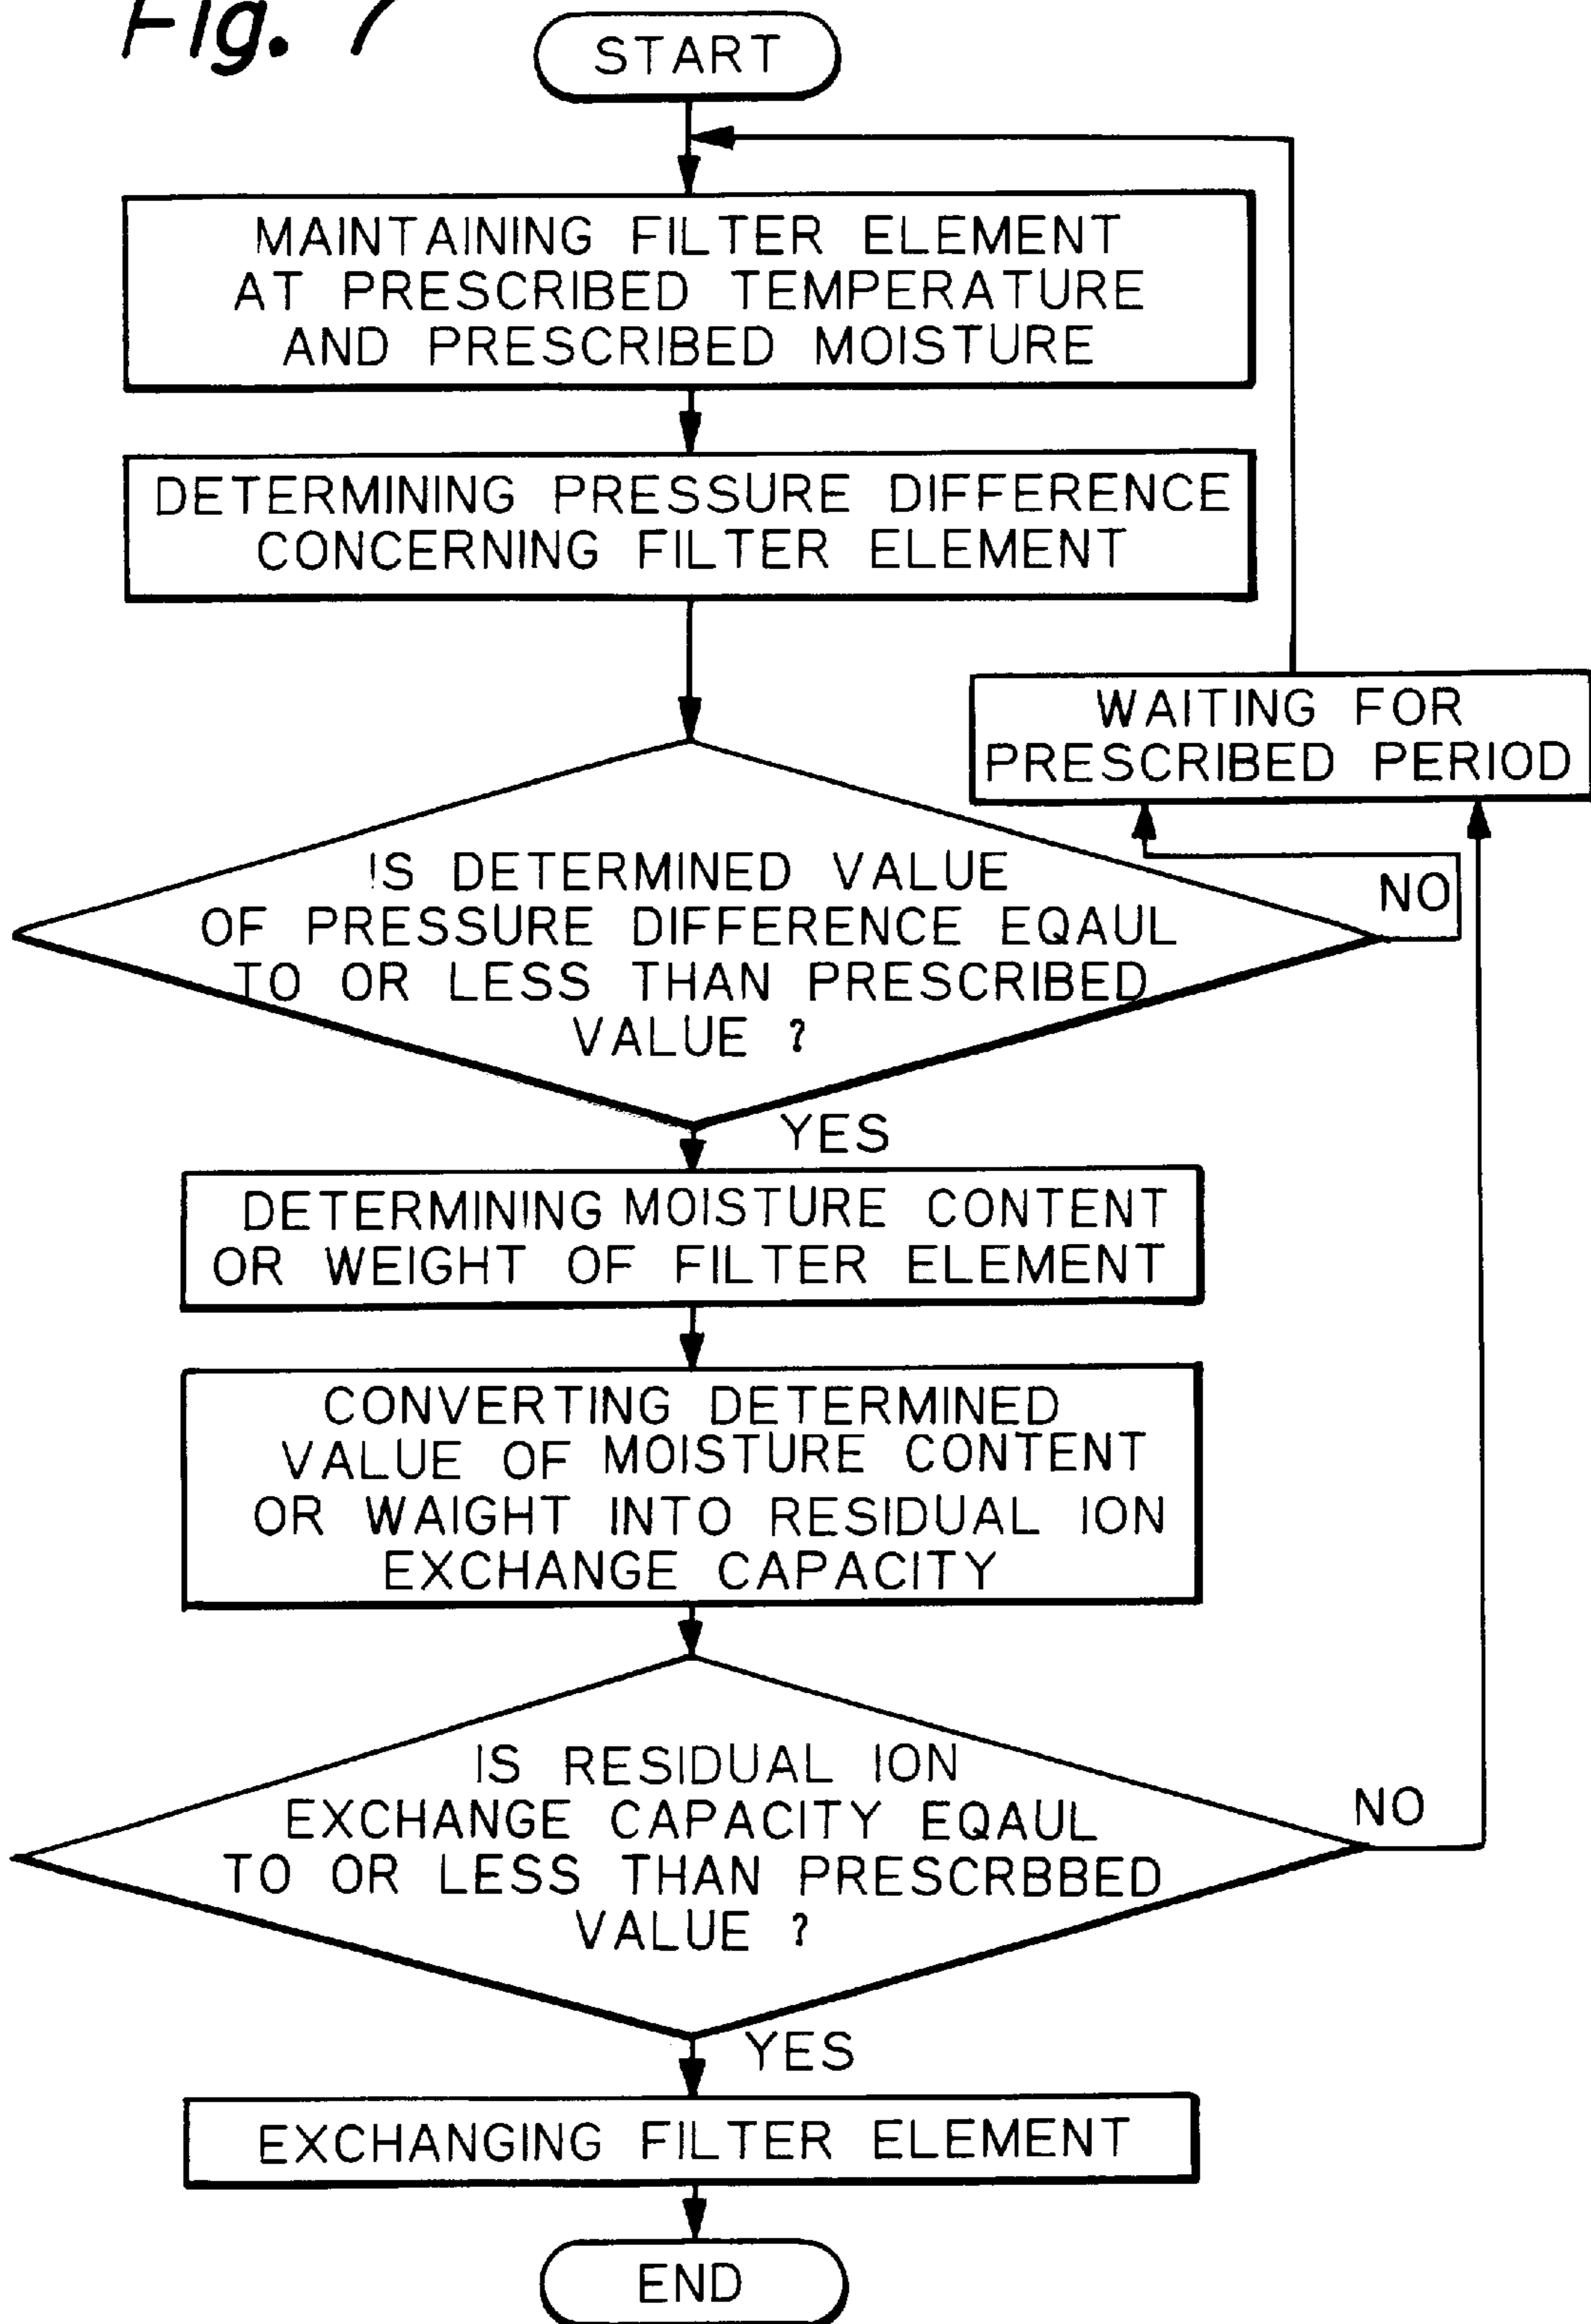 Fig. 7
START
MAINTAINING FILTER ELEMENT
AT PRESCRIBED TEMPERATURE
AND PRESCRIBED MOISTURE
DETERMINING PRESSURE DIFFERENCE
CONCERNING FILTER ELEMENT
WAITING FOR
PRESCRIBED PERIOD
IS DETERMINED VALUE
OF PRESSURE DIFFERENCE EQAUL
TO OR LESS THAN PRESCRIBED
VALUE ?
NO
YES
DETERMINING MOISTURE CONTENT
OR WEIGHT OF FILTER ELEMENT
CONVERTING DETERMINED
VALUE OF MOISTURE CONTENT
OR WAIGHT INTO RESIDUAL ION
EXCHANGE CAPACITY
IS RESIDUAL ION
EXCHANGE CAPACITY EQAUL
TO OR LESS THAN PRESCRBBED
VALUE ?
NO
YES
EXCHANGING FILTER ELEMENT
END